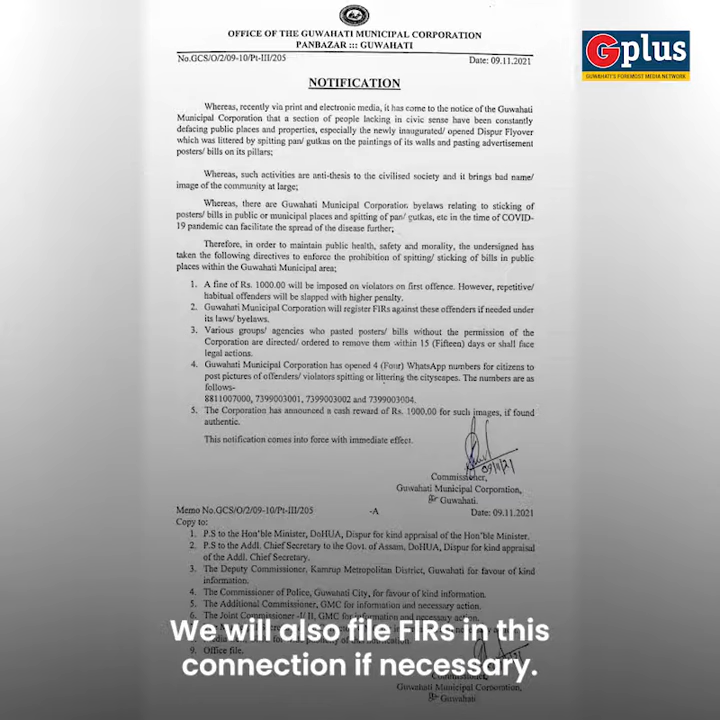 OFFICE OF THE GUWAHATI MUNICIPAL CORPORATION
PANBAZAR ::: GUWAHATI
No.GCS/O/2/09-10/Pt-III/205
Date: 09.11.2021
Gplus
GUWAHATI'S FOREMOST MEDIA NETWORK
NOTIFICATION
Whereas, recently via print and electronic media, it has come to the notice of the Guwahati
Municipal Corporation that a section of people lacking in civic sense have been constantly
defacing public places and properties, especially the newly inaugurated/ opened Dispur Flyover
which was littered by spitting pan/ gutkas on the paintings of its walls and pasting advertisement
posters/ bills on its pillars;
Whereas, such activities are anti-thesis to the civilised society and it brings bad name/
image of the community at large;
Whereas, there are Guwahati Municipal Corporation byelaws relating to sticking of
posters/ bills in public or municipal places and spitting of pan/ gutkas, etc in the time of COVID-
19 pandemic can facilitate the spread of the disease further;
Therefore, in order to maintain public health, safety and morality, the undersigned has
taken the following directives to enforce the prohibition of spitting/ sticking of bills in public
places within the Guwahati Municipal area;
1. A fine of Rs. 1000.00 will be imposed on violators on first offence. However, repetitive/
habitual offenders will be slapped with higher penalty.
2. Guwahati Municipal Corporation will register FIRs against these offenders if needed under
its laws/ byelaws.
3. Various groups/ agencies who pasted posters/ bills without the permission of the
Corporation are directed/ ordered to remove them within 15 (Fifteen) days or shall face
legal actions.
4. Guwahati Municipal Corporation has opened 4 (Four) WhatsApp numbers for citizens to
post pictures of offenders/ violators spitting or littering the cityscapes. The numbers are as
follows-
8811007000, 7399003001, 7399003002 and 7399003004.
5. The Corporation has announced a cash reward of Rs. 1000.00 for such images, if found
authentic.
This notification comes into force with immediate effect.
09/11/21
Commissioner,
Guwahati Municipal Corporation,
Guwahati.
Memo No.GCS/O/2/09-10/Pt-III/205 -A Date: 09.11.2021
Copy to:
1. P.S to the Hon'ble Minister, DoHUA, Dispur for kind appraisal of the Hon'ble Minister.
2. P.S to the Addl. Chief Secretary to the Govt. of Assam, DoHUA, Dispur for kind appraisal
of the Addl. Chief Secretary.
3. The Deputy Commissioner, Kamrup Metropolitan District, Guwahati for favour of kind
information.
4. The Commissioner of Police, Guwahati City, for favour of kind information.
5. The Additional Commissioner, GMC for information and necessary action.
6. The Joint Commissioner -I/ II, GMC for information and necessary action.
We will also file FIRs in this
9. Office file.
connection if necessary.
Guwahati Municipal Corporation,
Guwahati